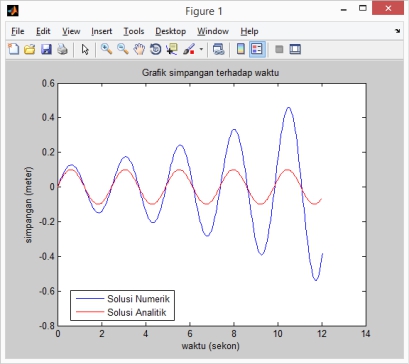 Figure 1
File Edit View Insert Tools Desktop Window Help
Grafik simpangan terhadap waktu
simpangan (meter)
0.6
0.4
0.2
0
-0.2
-0.4
-0.6
-0.8
Solusi Numerik
Solusi Analitik
0 2 4 6 8 10 12 14
waktu (sekon)